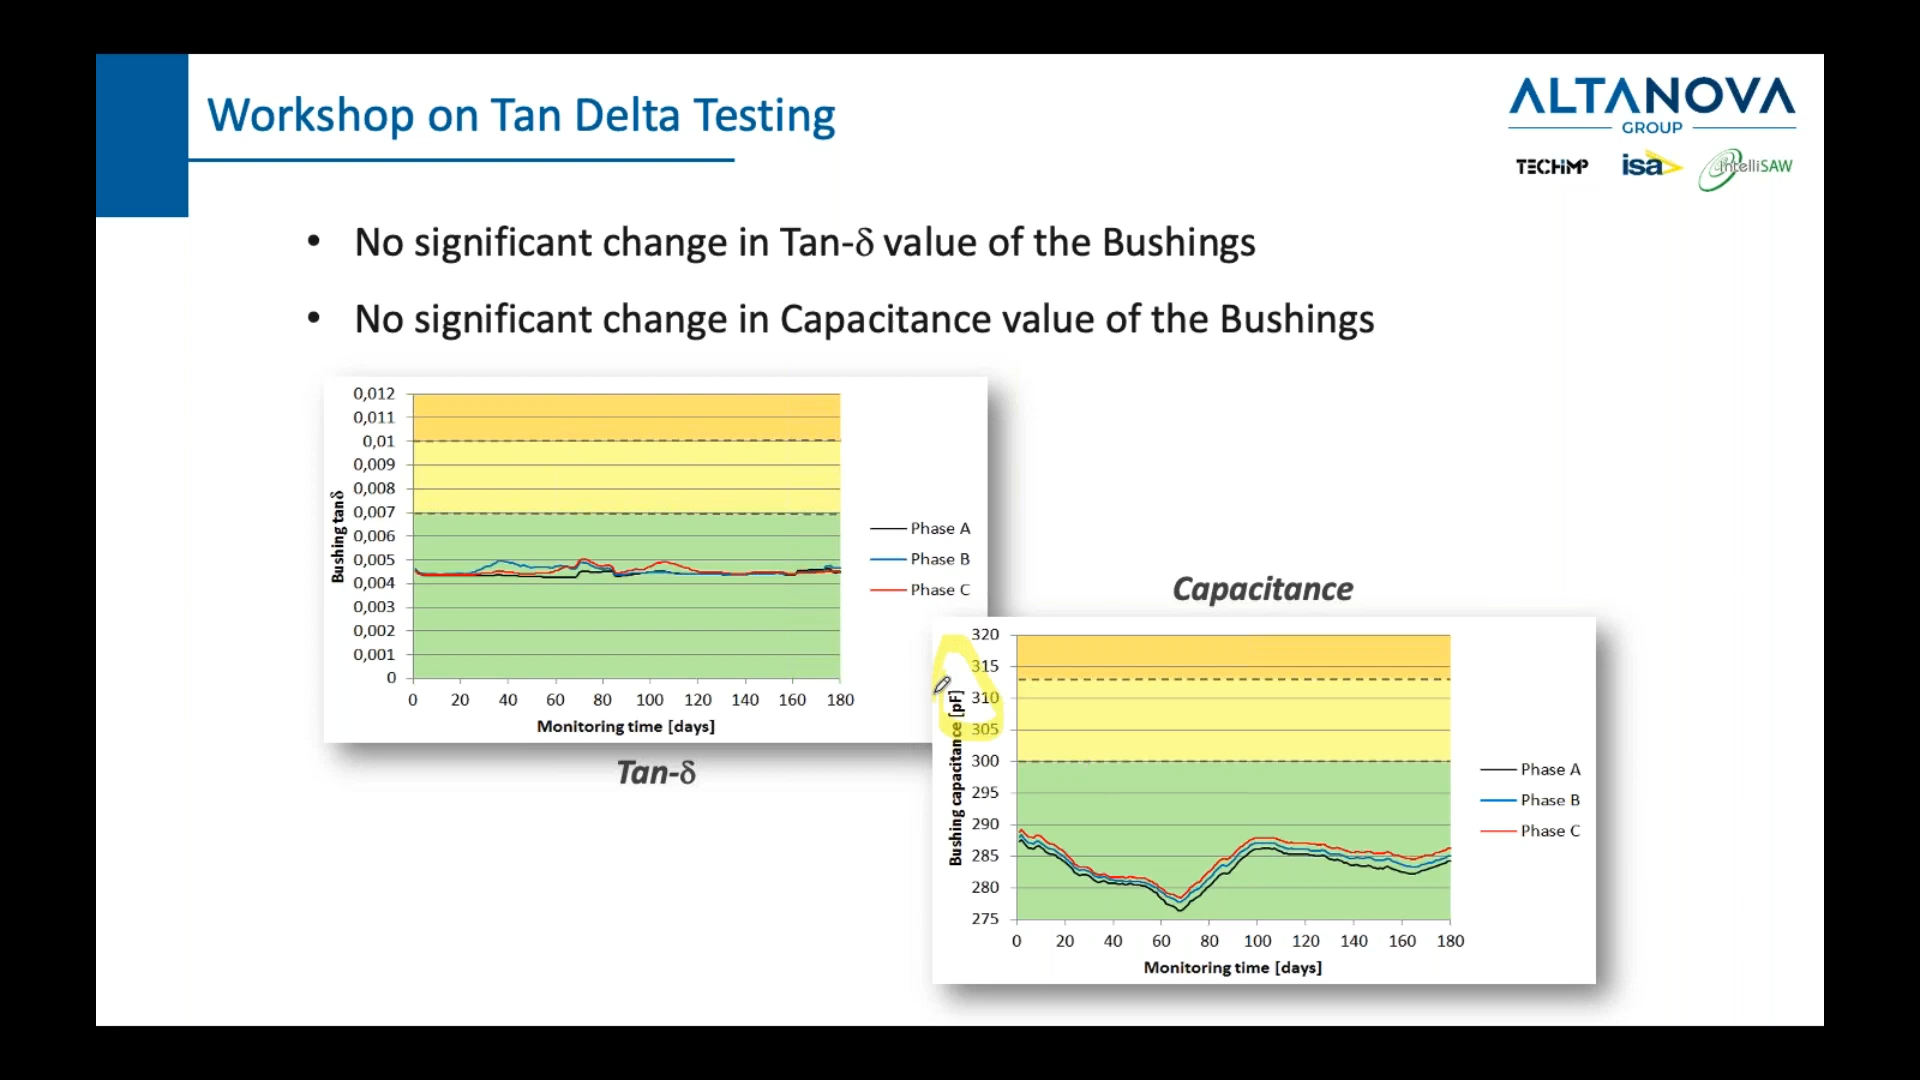 Workshop on Tan Delta Testing
ALTANOVA
GROUP
TECHIMP isa intelliSAW
• No significant change in Tan-δ value of the Bushings
• No significant change in Capacitance value of the Bushings
0,012
0,011
0,01
0,009
0,008
0,007
0,006
0,005
0,004
0,003
0,002
0,001
0
Bushing tanδ
0 20 40 60 80 100 120 140 160 180
Monitoring time [days]
Phase A
Phase B
Phase C
Tan-δ
Capacitance
320
315
310
305
300
295
290
285
280
275
Bushing capacitance [pF]
0 20 40 60 80 100 120 140 160 180
Monitoring time [days]
Phase A
Phase B
Phase C